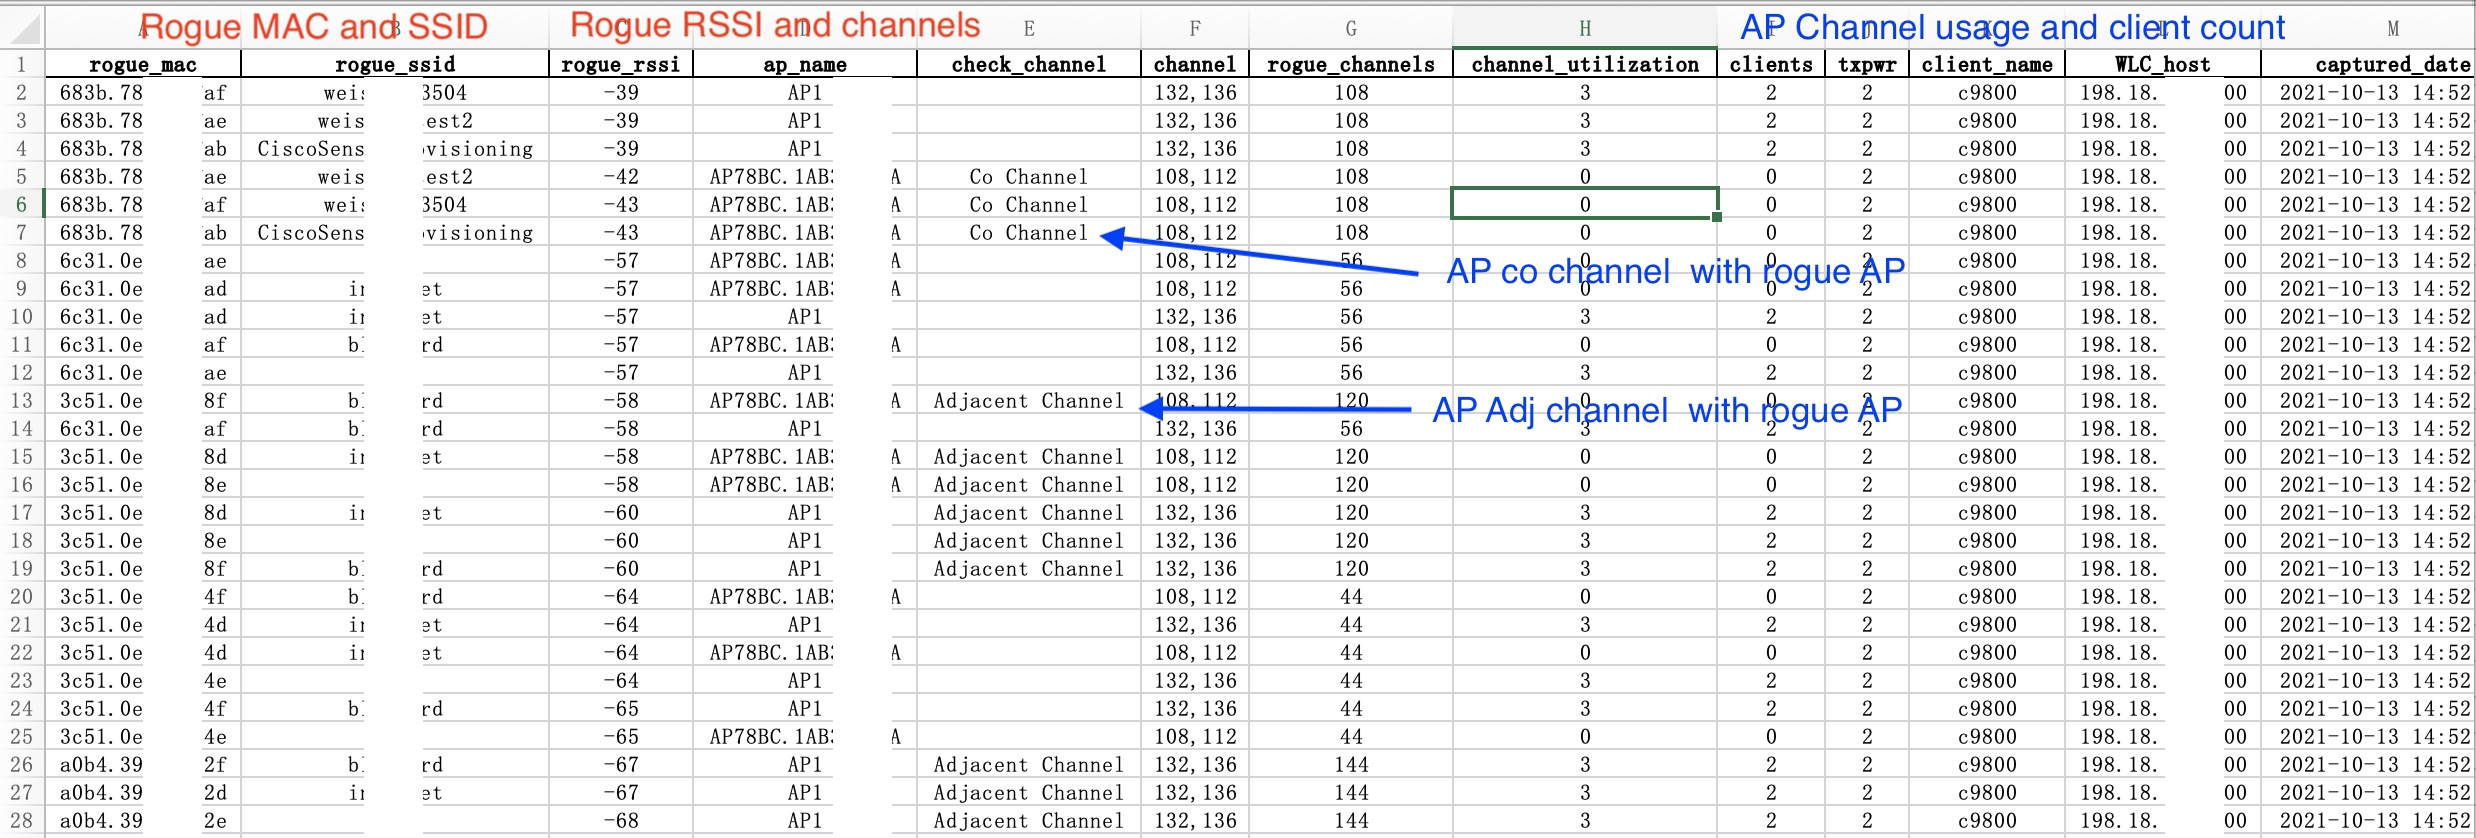 Rogue MAC and SSID Rogue RSSI and channels E F G H AP Channel usage and client count M
1 rogue_mac rogue_ssid rogue_rssi ap_name check_channel channel rogue_channels channel_utilization clients txpwr client_name WLC_host captured_date
2 683b.78 af weis 3504 -39 AP1 132,136 108 3 2 2 c9800 198.18. 00 2021-10-13 14:52
3 683b.78 ae weis est2 -39 AP1 132,136 108 3 2 2 c9800 198.18. 00 2021-10-13 14:52
4 683b.78 ab CiscoSens ovisioning -39 AP1 132,136 108 3 2 2 c9800 198.18. 00 2021-10-13 14:52
5 683b.78 ae weis est2 -42 AP78BC.1AB3 A Co Channel 108,112 108 0 0 2 c9800 198.18. 00 2021-10-13 14:52
6 683b.78 af weis 3504 -43 AP78BC.1AB3 A Co Channel 108,112 108 0 0 2 c9800 198.18. 00 2021-10-13 14:52
7 683b.78 ab CiscoSens ovisioning -43 AP78BC.1AB3 A Co Channel 108,112 108 0 0 2 c9800 198.18. 00 2021-10-13 14:52
8 6c31.0e ae -57 AP78BC.1AB3 A 108,112 56 0 0 2 c9800 198.18. 00 2021-10-13 14:52
AP co channel with rogue AP
9 6c31.0e ad in et -57 AP78BC.1AB3 A 108,112 56 0 0 2 c9800 198.18. 00 2021-10-13 14:52
10 6c31.0e ad in et -57 AP1 132,136 56 3 2 2 c9800 198.18. 00 2021-10-13 14:52
11 6c31.0e af bl rd -57 AP78BC.1AB3 A 108,112 56 0 0 2 c9800 198.18. 00 2021-10-13 14:52
12 6c31.0e ae -57 AP1 132,136 56 3 2 2 c9800 198.18. 00 2021-10-13 14:52
13 3c51.0e 8f bl rd -58 AP78BC.1AB3 A Adjacent Channel 108,112 120 0 0 2 c9800 198.18. 00 2021-10-13 14:52
AP Adj channel with rogue AP
14 6c31.0e af bl rd -58 AP1 132,136 56 3 2 2 c9800 198.18. 00 2021-10-13 14:52
15 3c51.0e 8d in et -58 AP78BC.1AB3 A Adjacent Channel 108,112 120 0 0 2 c9800 198.18. 00 2021-10-13 14:52
16 3c51.0e 8e -58 AP78BC.1AB3 A Adjacent Channel 108,112 120 0 0 2 c9800 198.18. 00 2021-10-13 14:52
17 3c51.0e 8d in et -60 AP1 Adjacent Channel 132,136 120 3 2 2 c9800 198.18. 00 2021-10-13 14:52
18 3c51.0e 8e -60 AP1 Adjacent Channel 132,136 120 3 2 2 c9800 198.18. 00 2021-10-13 14:52
19 3c51.0e 8f bl rd -60 AP1 Adjacent Channel 132,136 120 3 2 2 c9800 198.18. 00 2021-10-13 14:52
20 3c51.0e 4f bl rd -64 AP78BC.1AB3 A 108,112 44 0 0 2 c9800 198.18. 00 2021-10-13 14:52
21 3c51.0e 4d in et -64 AP1 132,136 44 3 2 2 c9800 198.18. 00 2021-10-13 14:52
22 3c51.0e 4d in et -64 AP78BC.1AB3 A 108,112 44 0 0 2 c9800 198.18. 00 2021-10-13 14:52
23 3c51.0e 4e -64 AP1 132,136 44 3 2 2 c9800 198.18. 00 2021-10-13 14:52
24 3c51.0e 4f bl rd -65 AP1 132,136 44 3 2 2 c9800 198.18. 00 2021-10-13 14:52
25 3c51.0e 4e -65 AP78BC.1AB3 A 108,112 44 0 0 2 c9800 198.18. 00 2021-10-13 14:52
26 a0b4.39 2f bl rd -67 AP1 Adjacent Channel 132,136 144 3 2 2 c9800 198.18. 00 2021-10-13 14:52
27 a0b4.39 2d in et -67 AP1 Adjacent Channel 132,136 144 3 2 2 c9800 198.18. 00 2021-10-13 14:52
28 a0b4.39 2e -68 AP1 Adjacent Channel 132,136 144 3 2 2 c9800 198.18. 00 2021-10-13 14:52